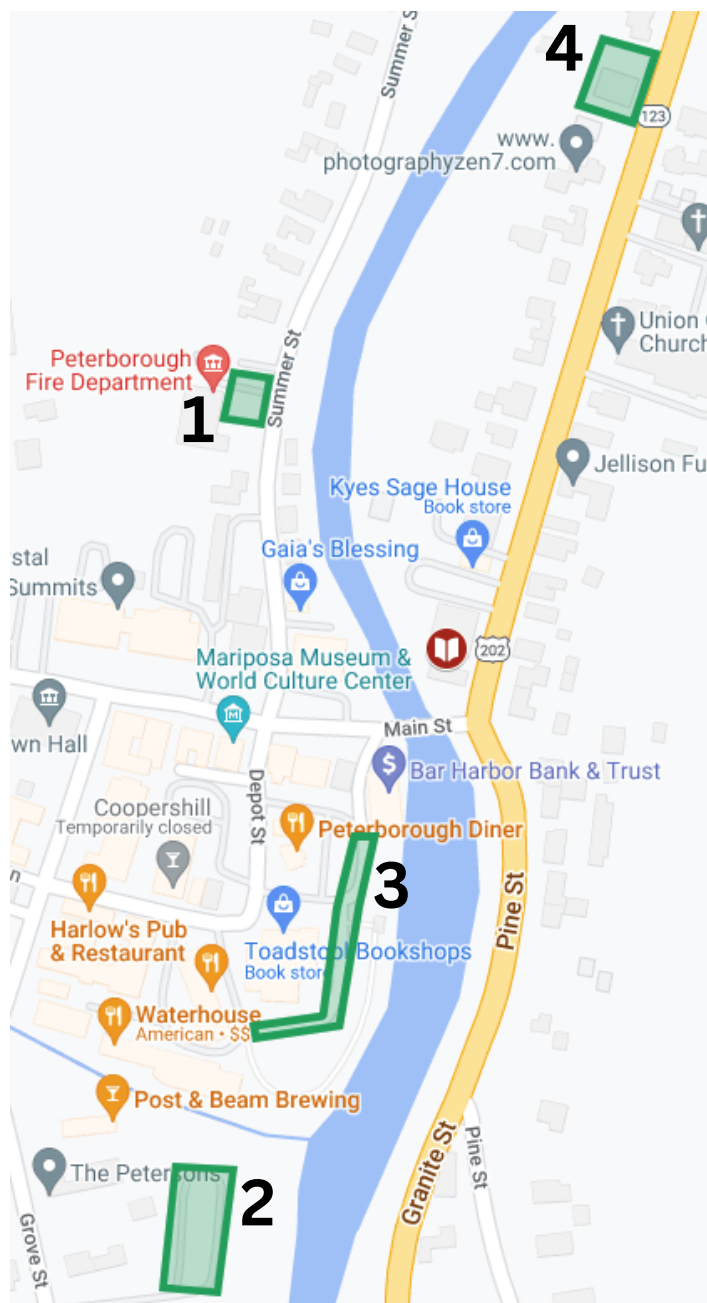 Summer S
4
123
www.
photographyzen7.com
Union
Church
Peterborough
Fire Department
Summer St
1
Jellison Fu
Kyes Sage House
Book store
Gaia's Blessing
stal
Summits
202
Mariposa Museum &
World Culture Center
Main St
wn Hall
Bar Harbor Bank & Trust
Depot St
Coopershill
Temporarily closed
Peterborough Diner
3
n
Harlow's Pub
& Restaurant
Toadstool Bookshops
Book store
Pine St
Waterhouse
American • $$
Post & Beam Brewing
Granite St
Pine St
The Petersons
2
Grove St